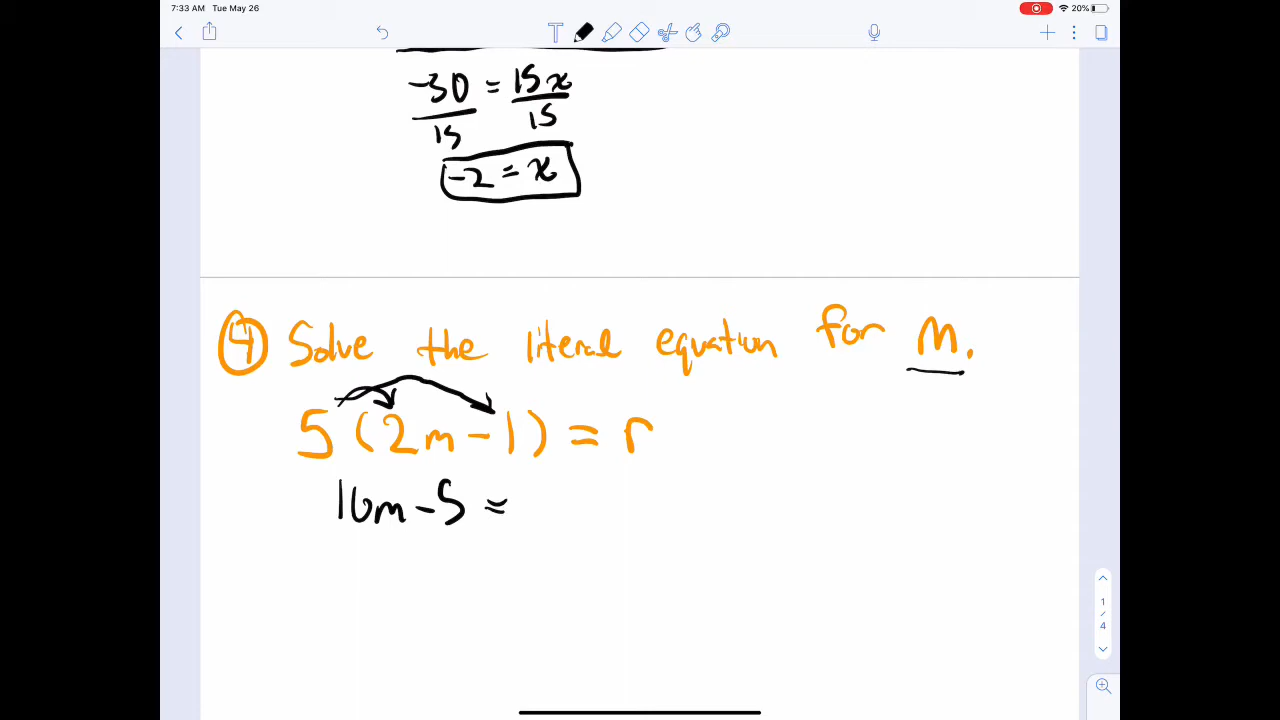 7:33 AM Tue May 26
20%
T
-30 = 15x
15 15
-2 = x
4 Solve the literal equation for m.
5(2m-1) = r
10m-5 =
1
/
4